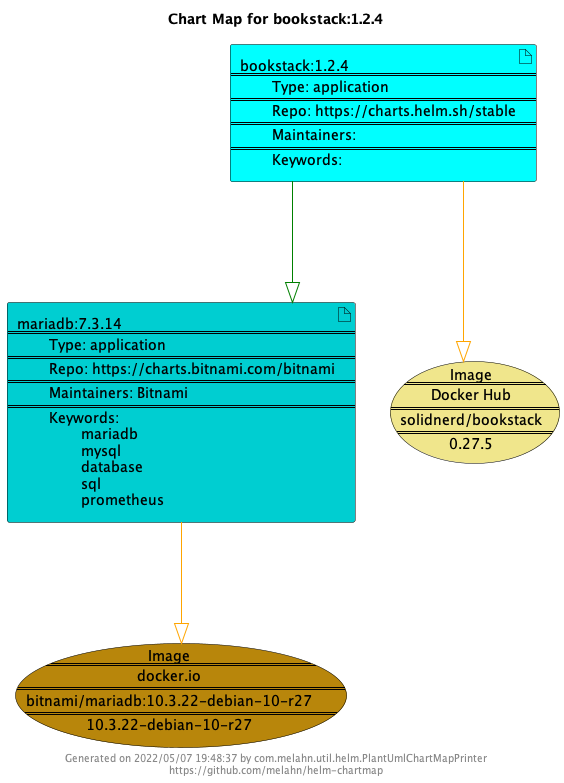 Chart Map for bookstack:1.2.4
bookstack:1.2.4
Type: application
Repo: https://charts.helm.sh/stable
Maintainers:
Keywords:
mariadb:7.3.14
Type: application
Repo: https://charts.bitnami.com/bitnami
Maintainers: Bitnami
Keywords:
mariadb
mysql
database
sql
prometheus
Image
Docker Hub
solidnerd/bookstack
0.27.5
Image
docker.io
bitnami/mariadb:10.3.22-debian-10-r27
10.3.22-debian-10-r27
Generated on 2022/05/07 19:48:37 by com.melahn.util.helm.PlantUmlChartMapPrinter
https://github.com/melahn/helm-chartmap